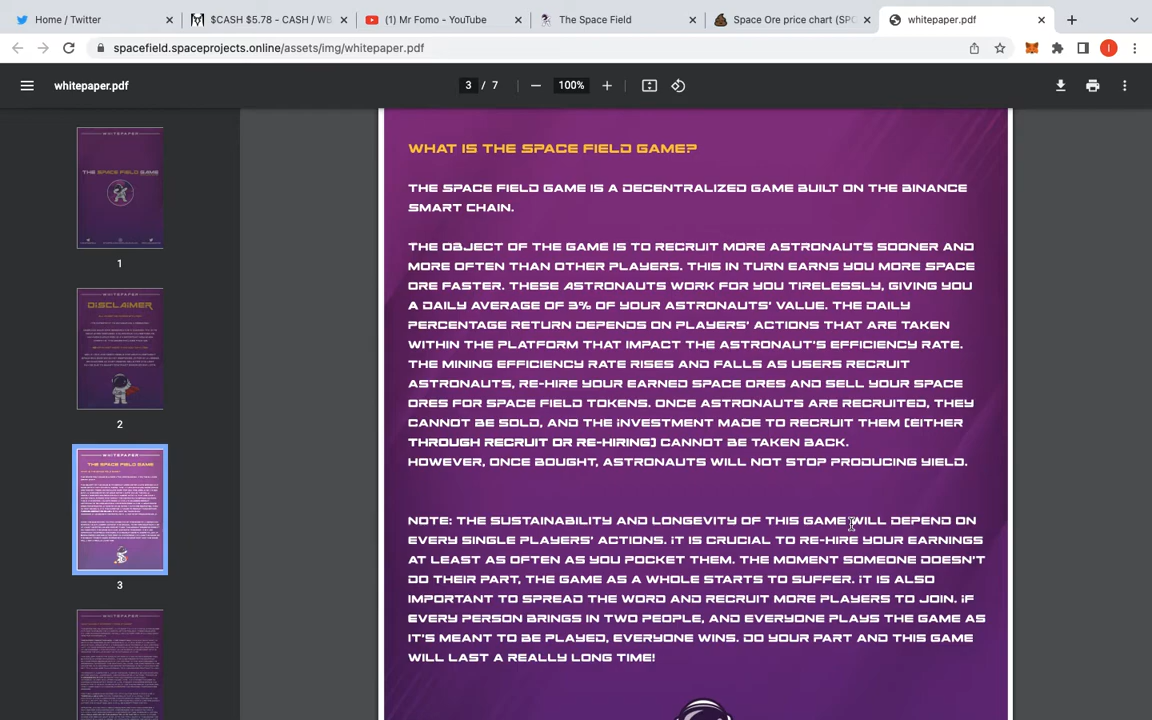 Home / Twitter
$CASH $5.78 - CASH / WB
(1) Mr Fomo - YouTube
The Space Field
Space Ore price chart (SPC
whitepaper.pdf
spacefield.spaceprojects.online/assets/img/whitepaper.pdf
I
whitepaper.pdf
3 / 7
100%
WHITEPAPER
THE SPACE FIELD GAME
1
WHITEPAPER
DISCLAIMER
2
WHITEPAPER
THE SPACE FIELD GAME
3
WHITEPAPER
WHAT IS THE SPACE FIELD GAME?
THE SPACE FIELD GAME IS A DECENTRALIZED GAME BUILT ON THE BINANCE
SMART CHAIN.
THE OBJECT OF THE GAME IS TO RECRUIT MORE ASTRONAUTS SOONER AND
MORE OFTEN THAN OTHER PLAYERS. THIS IN TURN EARNS YOU MORE SPACE
ORE FASTER. THESE ASTRONAUTS WORK FOR YOU TIRELESSLY, GIVING YOU
A DAILY AVERAGE OF 3% OF YOUR ASTRONAUTS' VALUE. THE DAILY
PERCENTAGE RETURN DEPENDS ON PLAYERS' ACTIONS THAT ARE TAKEN
WITHIN THE PLATFORM THAT IMPACT THE ASTRONAUT'S EFFICIENCY RATE.
THE MINING EFFICIENCY RATE RISES AND FALLS AS USERS RECRUIT
ASTRONAUTS, RE-HIRE YOUR EARNED SPACE ORES AND SELL YOUR SPACE
ORES FOR SPACE FIELD TOKENS. ONCE ASTRONAUTS ARE RECRUITED, THEY
CANNOT BE SOLD, AND THE INVESTMENT MADE TO RECRUIT THEM (EITHER
THROUGH RECRUIT OR RE-HIRING) CANNOT BE TAKEN BACK.
HOWEVER, ONCE BOUGHT, ASTRONAUTS WILL NOT STOP PRODUCING YIELD.
NOTE: THE SUSTAINABILITY AND LONGEVITY OF THIS GAME WILL DEPEND ON
EVERY SINGLE PLAYERS' ACTIONS. IT IS CRUCIAL TO RE-HIRE YOUR EARNINGS
AT LEAST AS OFTEN AS YOU POCKET THEM. THE MOMENT SOMEONE DOESN'T
DO THEIR PART, THE GAME AS A WHOLE STARTS TO SUFFER. IT IS ALSO
IMPORTANT TO SPREAD THE WORD AND RECRUIT MORE PLAYERS TO JOIN. IF
EVERY PERSON BRINGS IN TWO PEOPLE, AND EVERYONE PLAYS THE GAME AS
IT'S MEANT TO BE PLAYED, EVERYONE WINS. DO YOUR PART AND THIS GAME
WILL LAST A REALLY LONG TIME!